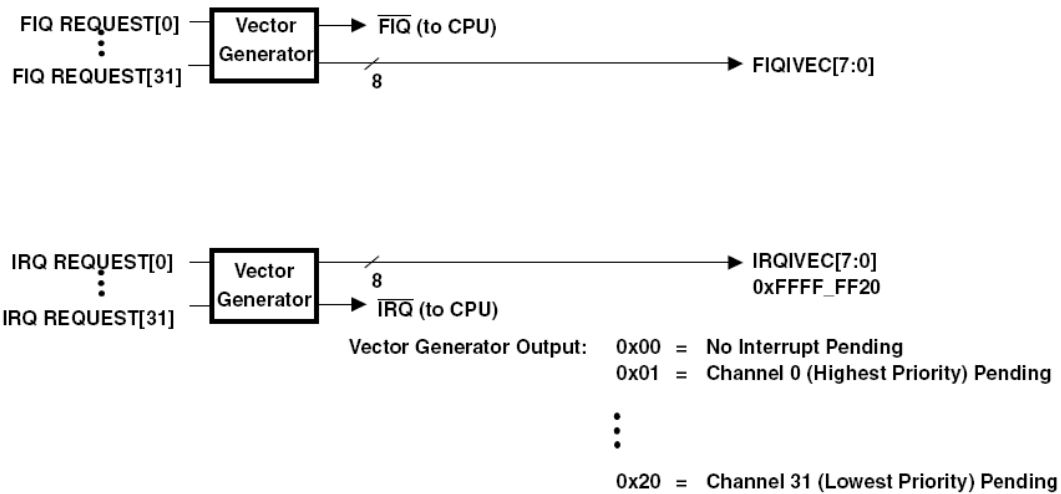 FIQ REQUEST[0]
Vector
Generator
FIQ (to CPU)
FIQ REQUEST[31]
8
FIQIVEC[7:0]
IRQ REQUEST[0]
Vector
Generator
8
IRQIVEC[7:0]
0xFFFF_FF20
IRQ (to CPU)
IRQ REQUEST[31]
Vector Generator Output: 0x00 = No Interrupt Pending
0x01 = Channel 0 (Highest Priority) Pending
0x20 = Channel 31 (Lowest Priority) Pending